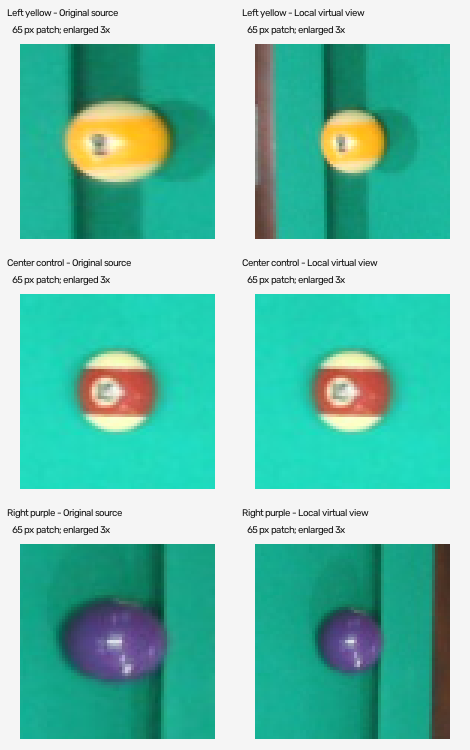 Left yellow - Original source
65 px patch; enlarged 3x
Left yellow - Local virtual view
65 px patch; enlarged 3x
Center control - Original source
65 px patch; enlarged 3x
Center control - Local virtual view
65 px patch; enlarged 3x
Right purple - Original source
65 px patch; enlarged 3x
Right purple - Local virtual view
65 px patch; enlarged 3x